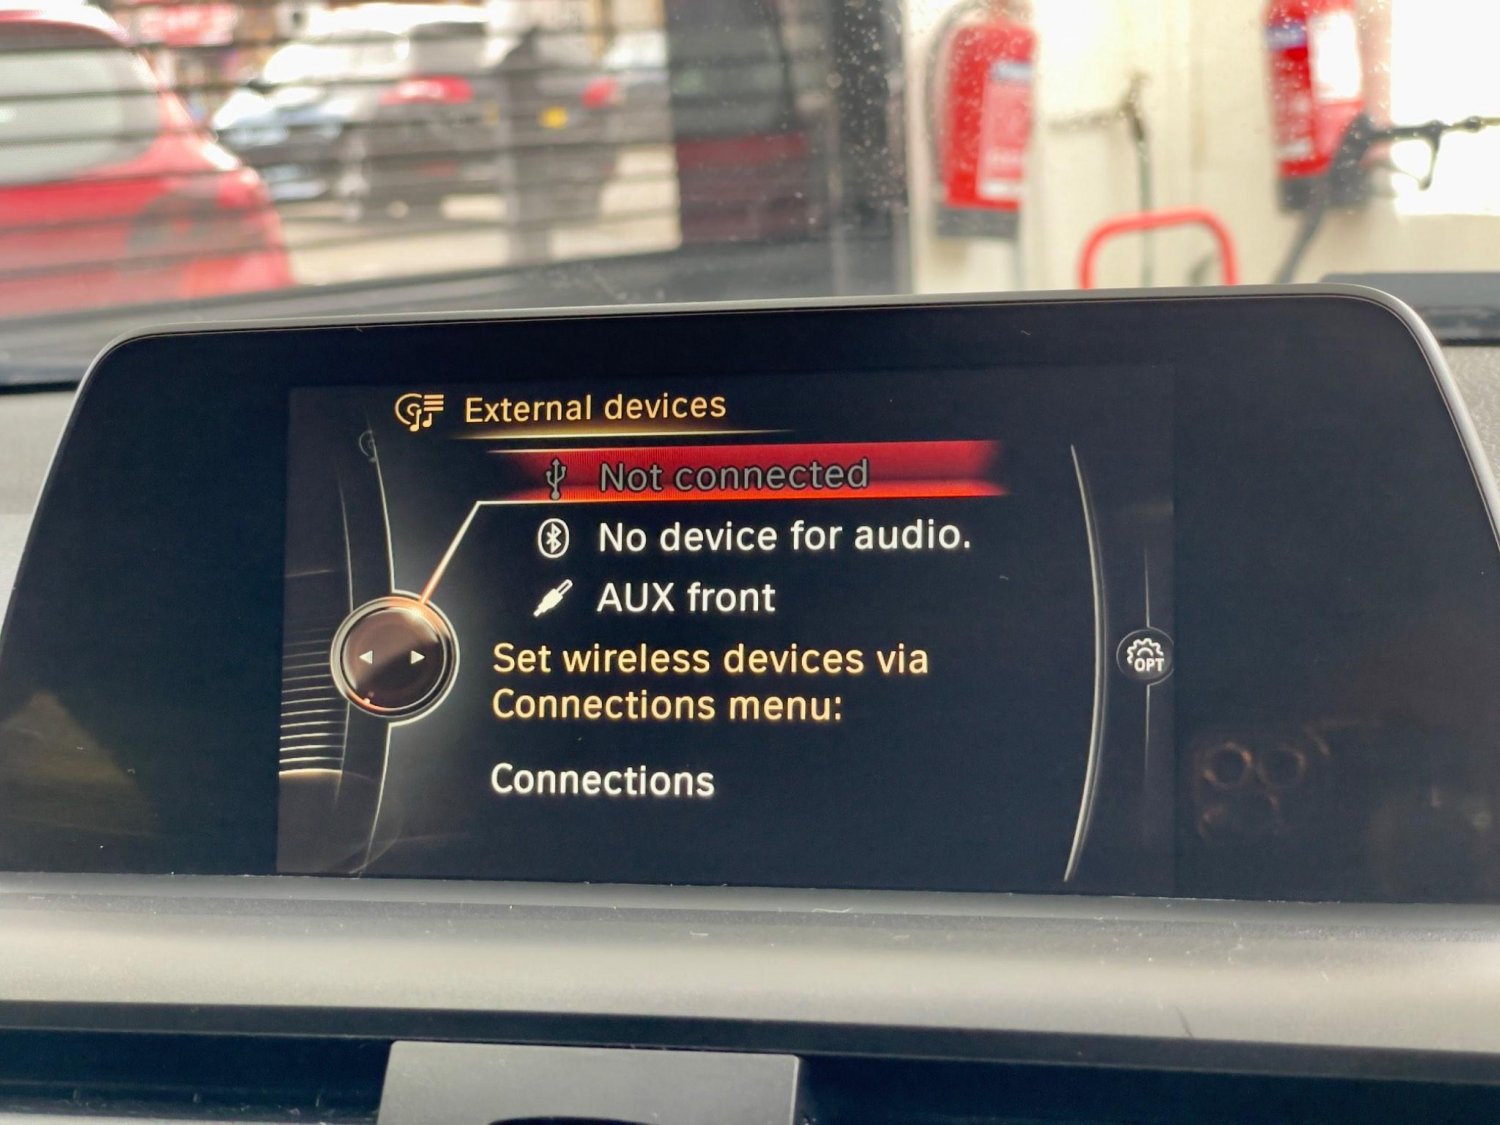 External devices
Not connected
No device for audio.
AUX front
Set wireless devices via
Connections menu:
Connections
OPT